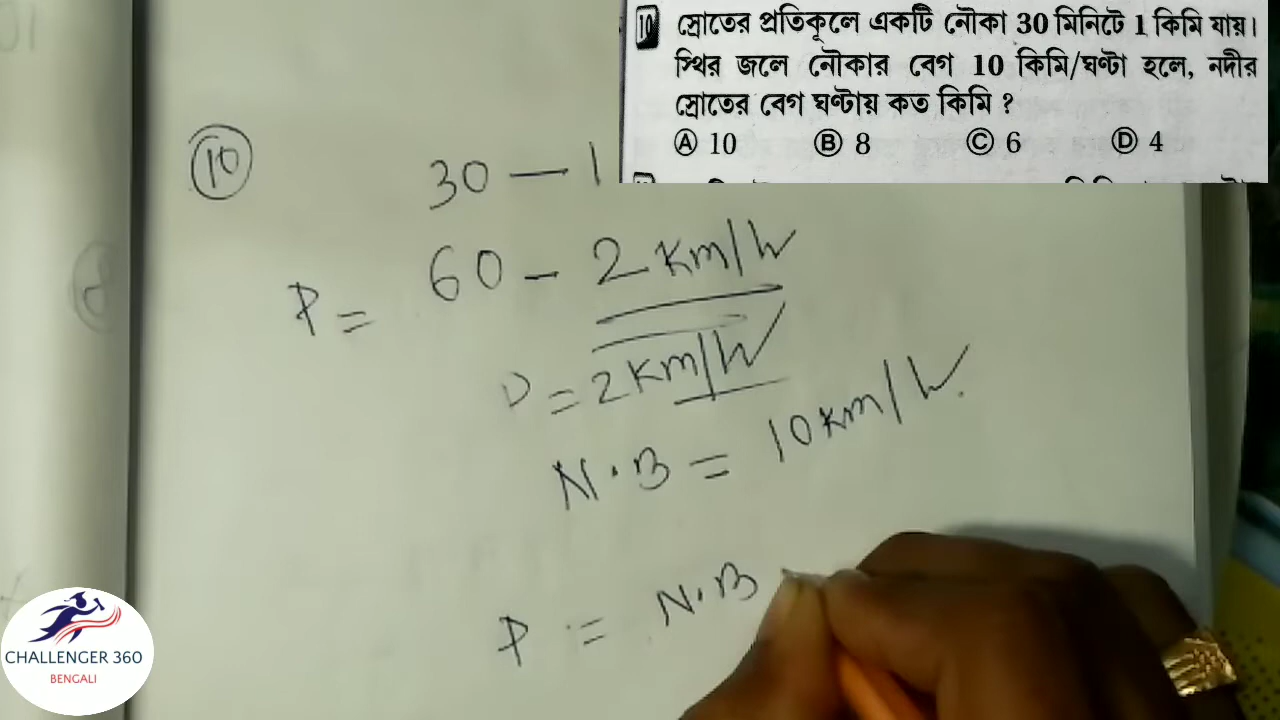 10 স্রোতের প্রতিকূলে একটি নৌকা 30 মিনিটে 1 কিমি যায়।
স্থির জলে নৌকার বেগ 10 কিমি/ঘণ্টা হলে, নদীর
স্রোতের বেগ ঘণ্টায় কত কিমি ?
Ⓐ 10 Ⓑ 8 Ⓒ 6 Ⓓ 4
10
30 — 1
60 - 2 Km/h
P =
P = 2 Km/h
N.B = 10 Km/h.
P = N.B
CHALLENGER 360
BENGALI